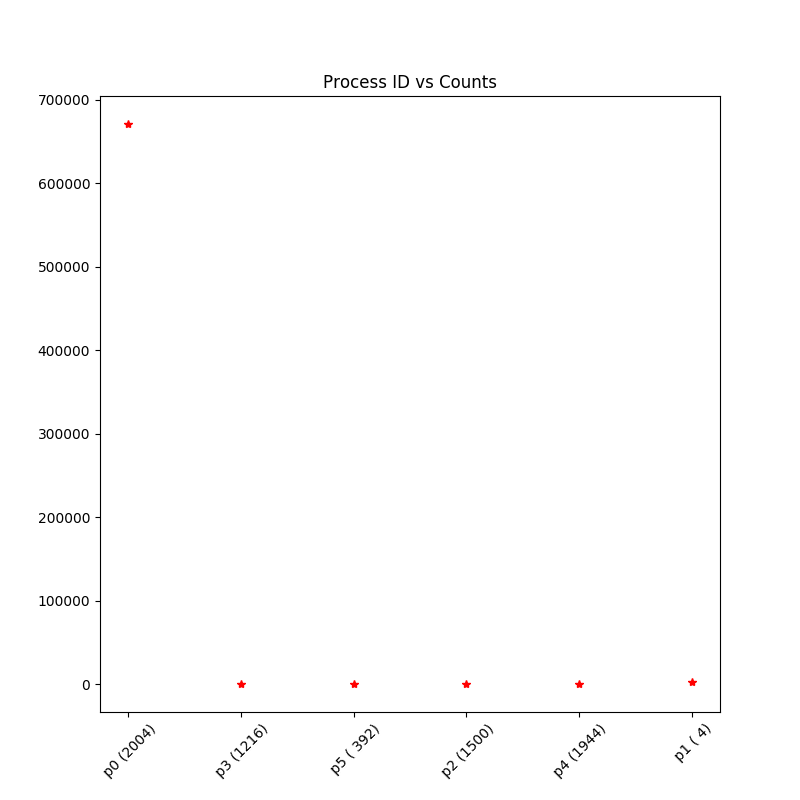 Process ID vs Counts
700000
600000
500000
400000
300000
200000
100000
0
p0 (2004)
p3 (1216)
p5 ( 392)
p2 (1500)
p4 (1944)
p1 ( 4)